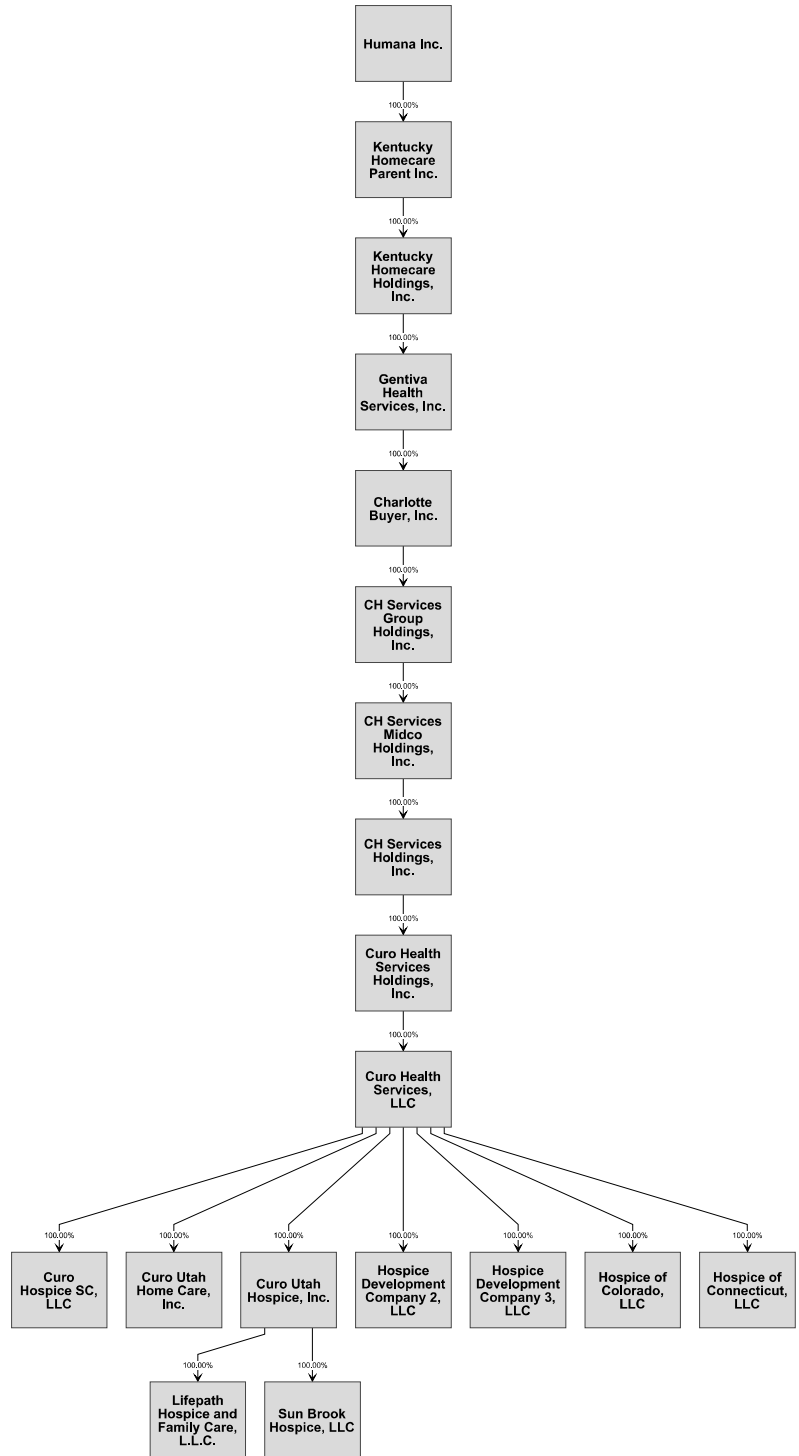 Humana Inc.
100.00%
Kentucky
Homecare
Parent Inc.
100.00%
Kentucky
Homecare
Holdings,
Inc.
100.00%
Gentiva
Health
Services, Inc.
100.00%
Charlotte
Buyer, Inc.
100.00%
CH Services
Group
Holdings,
Inc.
100.00%
CH Services
Midco
Holdings,
Inc.
100.00%
CH Services
Holdings,
Inc.
100.00%
Curo Health
Services
Holdings,
Inc.
100.00%
Curo Health
Services,
LLC
100.00%
Curo
Hospice SC,
LLC
100.00%
Curo Utah
Home Care,
Inc.
100.00%
Curo Utah
Hospice, Inc.
100.00%
Hospice
Development
Company 2,
LLC
100.00%
Hospice
Development
Company 3,
LLC
100.00%
Hospice of
Colorado,
LLC
100.00%
Hospice of
Connecticut,
LLC
100.00%
Lifepath
Hospice and
Family Care,
L.L.C.
100.00%
Sun Brook
Hospice, LLC